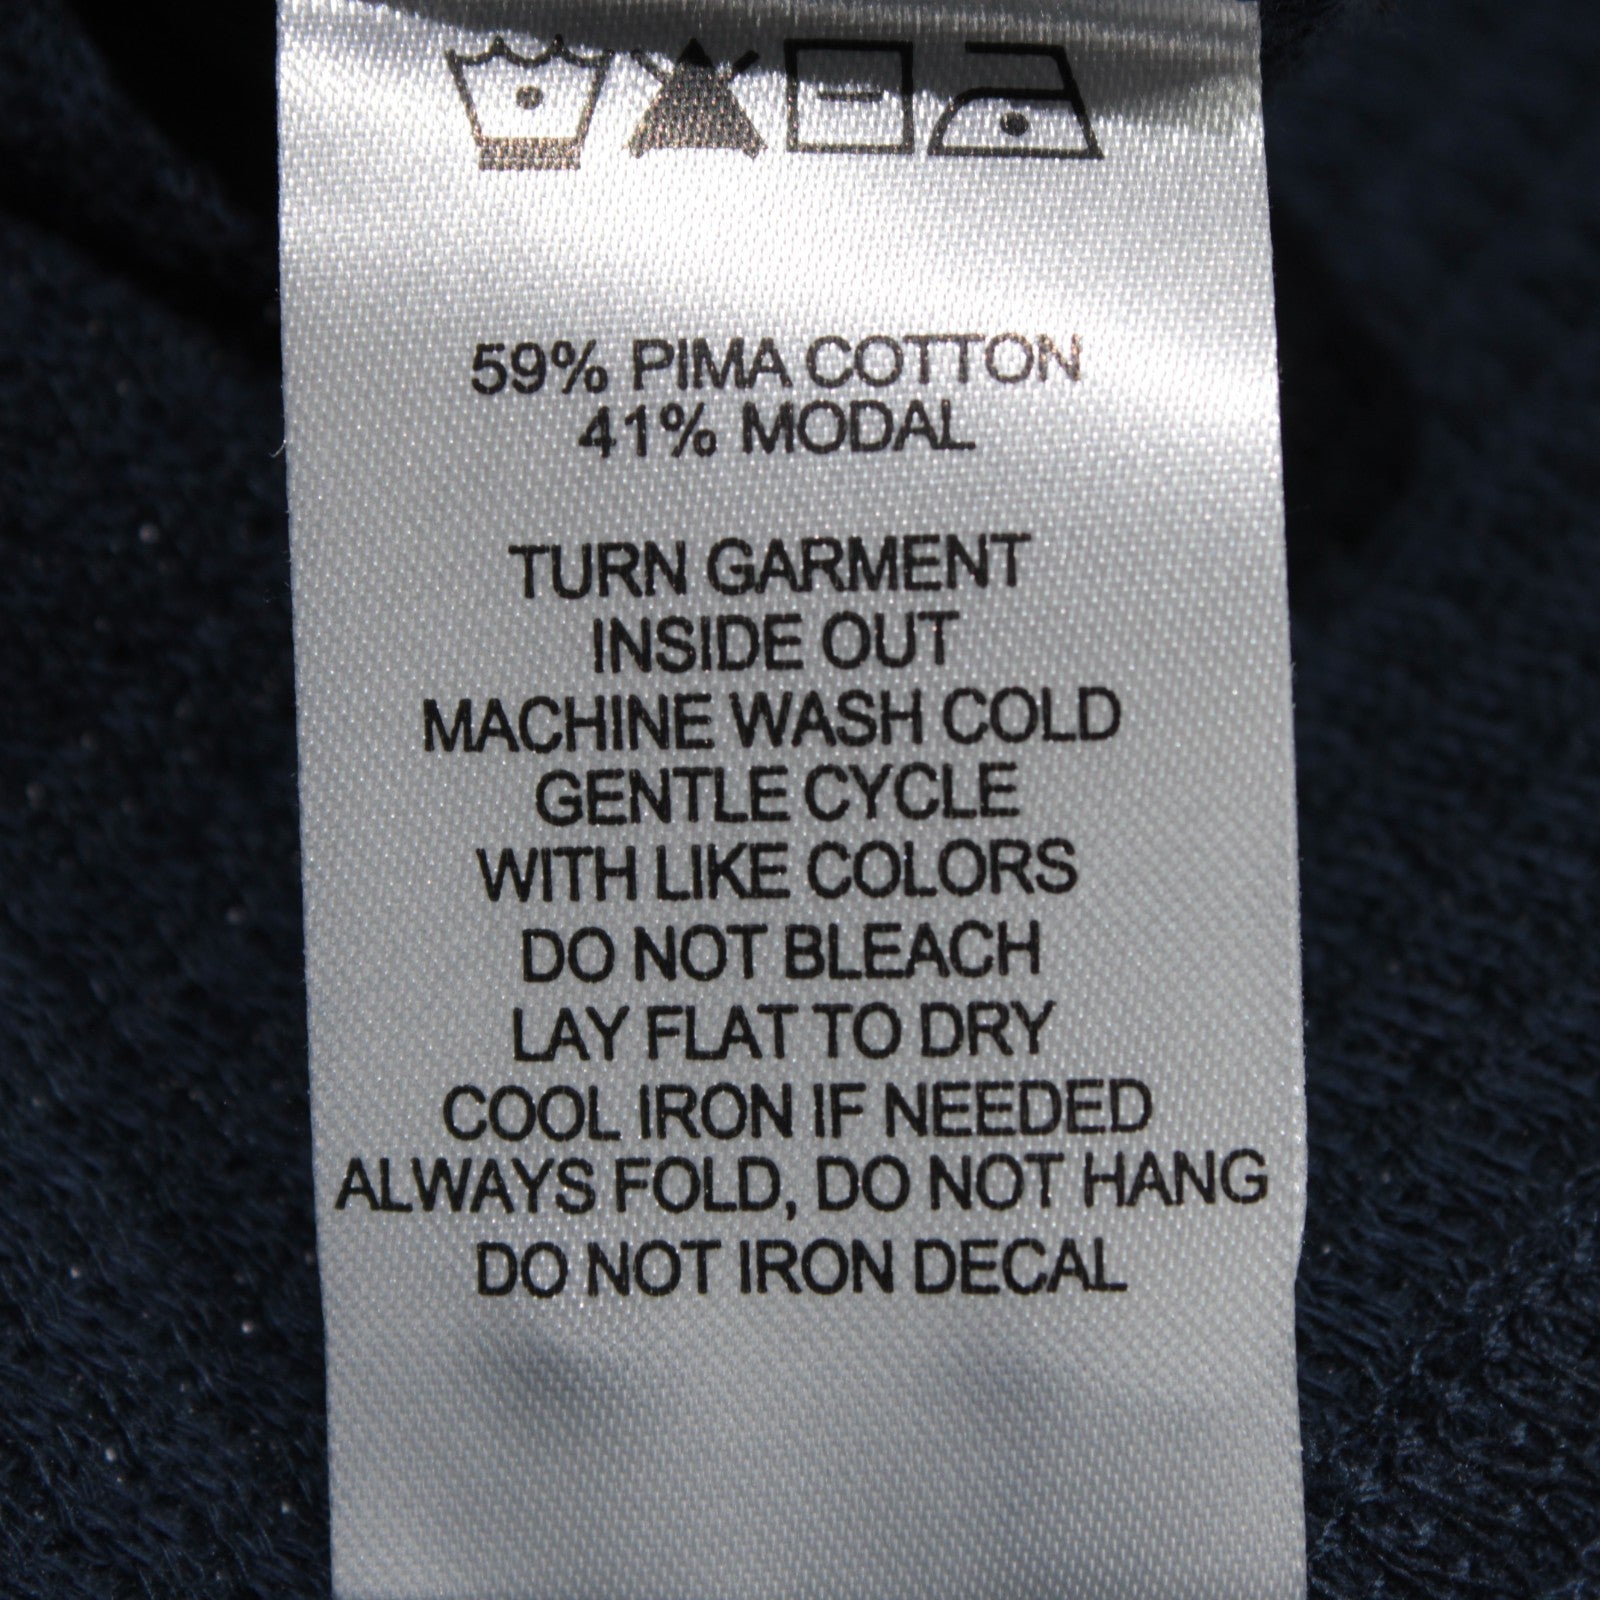 59% PIMA COTTON
41% MODAL
TURN GARMENT
INSIDE OUT
MACHINE WASH COLD
GENTLE CYCLE
WITH LIKE COLORS
DO NOT BLEACH
LAY FLAT TO DRY
COOL IRON IF NEEDED
ALWAYS FOLD, DO NOT HANG
DO NOT IRON DECAL